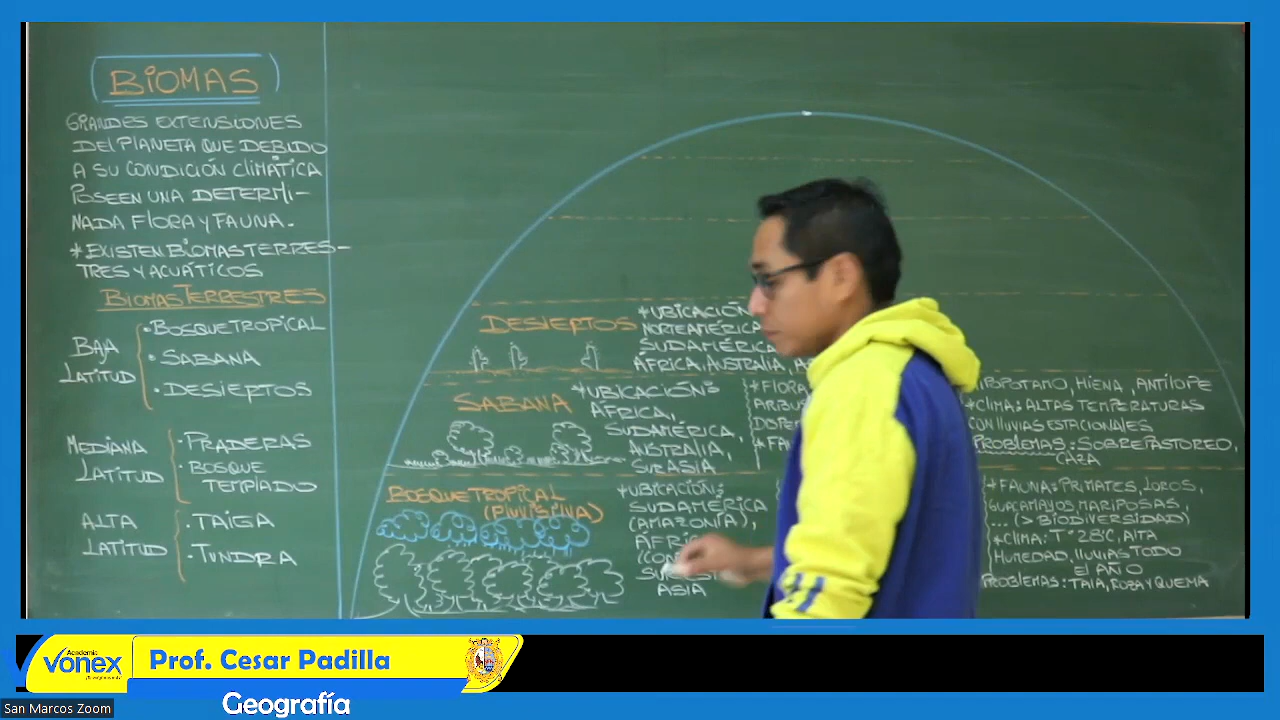 BIOMAS
GRANDES EXTENSIONES
DEL PLANETA QUE DEBIDO
A SU CONDICIÓN CLIMÁTICA
POSEEN UNA DETERMI-
NADA FLORA Y FAUNA.
*EXISTEN BIOMAS TERRES-
TRES Y ACUÁTICOS
BIOMAS TERRESTRES
BAJA
LATITUD
• BOSQUE TROPICAL
• SABANA
• DESIERTOS
MEDIANA
LATITUD
• PRADERAS
• BOSQUE
TEMPLADO
ALTA
LATITUD
• TAIGA
• TUNDRA
DESIERTOS
*UBICACIÓN
NORTEAMÉRICA
SUDAMÉRICA
ÁFRICA, AUSTRALIA,
SABANA
*UBICACIÓN:
ÁFRICA,
SUDAMÉRICA,
AUSTRALIA,
SURASIA
*FLORA
ARBUS
*FA
HIPOPÓTAMO, HIENA, ANTÍLOPE
*CLIMA: ALTAS TEMPERATURAS
CON LLUVIAS ESTACIONALES
PROBLEMAS: SOBREPASTOREO,
CAZA
BOSQUE TROPICAL
(PLUVISILVA)
*UBICACIÓN:
SUDAMÉRICA
(AMAZONÍA),
ÁFRIC
ASIA
*FAUNA: PRIMATES, LOROS,
GUACAMAYOS, MARIPOSAS,
... (> BIODIVERSIDAD)
*CLIMA: T° 28°C, ALTA
HUMEDAD, LLUVIAS TODO
EL AÑO
PROBLEMAS: TALA, ROZA Y QUEMA
Academia
vonex
Prof. Cesar Padilla
Geografía
San Marcos Zoom